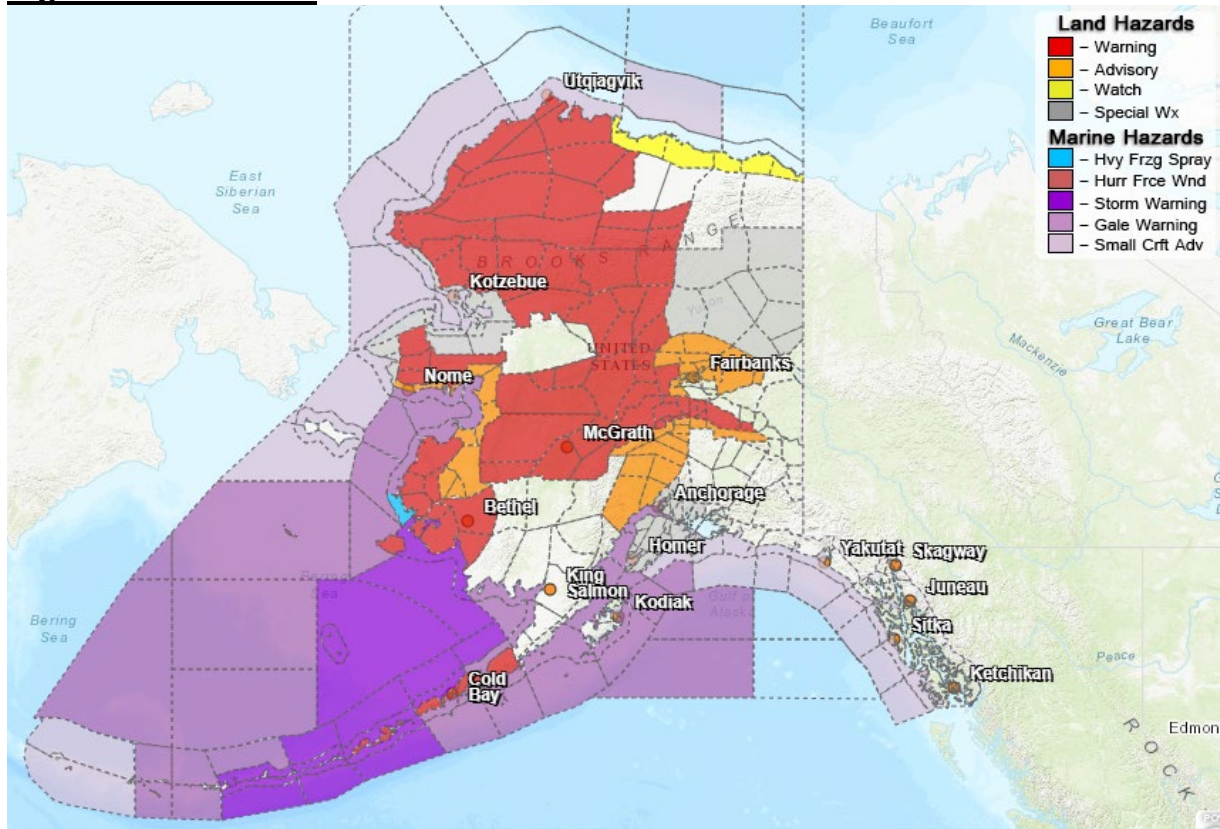 Beaufort
Sea
Land Hazards
– Warning
– Advisory
– Watch
– Special Wx
Marine Hazards
– Hvy Frzg Spray
– Hurr Frce Wnd
– Storm Warning
– Gale Warning
– Small Crft Adv
Utqiagvik
East
Siberian
Sea
BROOKS RANGE
Kotzebue
Yukon
Great Bear
Lake
Mackenzie
UNITED
STATES
Fairbanks
Nome
McGrath
Anchorage
Bethel
Homer
Yakutat
Skagway
King
Salmon
Kodiak
Juneau
Gulf of
Alaska
Sitka
Bering
Sea
Peace
Cold
Bay
Ketchikan
Edmon
ROCK